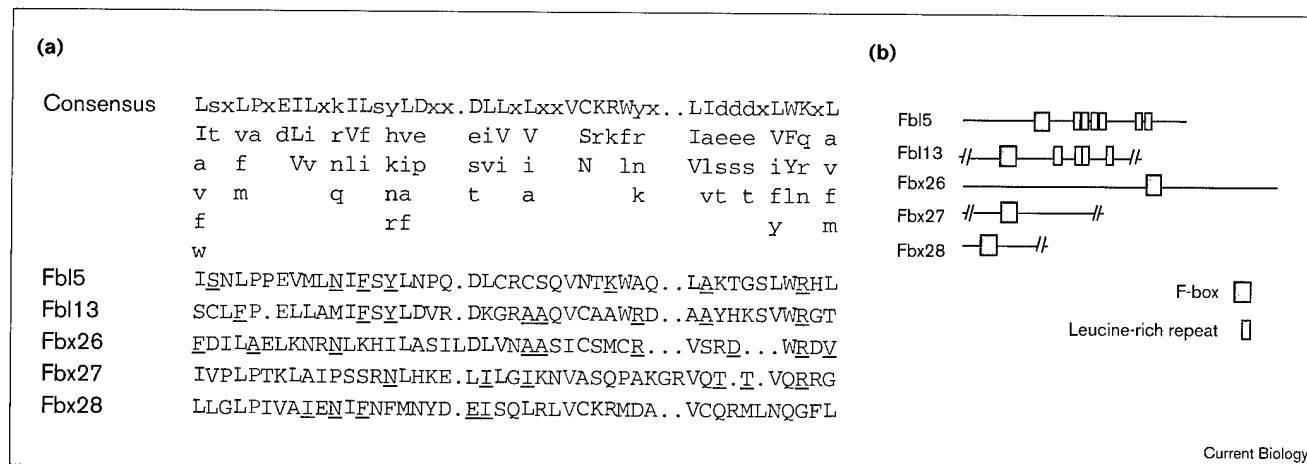 (a)
Consensus LsxLPxEILxkILsyLDxx.DLLxLxxVCKRWyx..LIdddxLWKxL
It va dLi rVf hve eiV V Srkfr Iaeee VFq a
a f Vv nli kip svi i N ln Vlsss iYr v
v m q na t a k vt t fln f
f rf y m
w
Fbl5 ISNLPPEVMLNIFSYLNPQ.DLCRCSQVNTKWAQ..LAKTGSLWRHL
Fbl13 SCLFP.ELLAMIFSYLDVR.DKGRAAQVCAAWRD..AAYHKSVWRGT
Fbx26 FDILAELKNRNLKHILASILDLVNAASICSMCR...VSRD...WRDV
Fbx27 IVPLPTKLAIPSSRNLHKE.LILGIKNVASQPAKGRVQT.T.VQRRG
Fbx28 LLGLPIVAIENIFNFMNYD.EISQLRLVCKRMDA..VCQRMLNQGFL
(b)
Fbl5
Fbl13
Fbx26
Fbx27
Fbx28
F-box
Leucine-rich repeat
Current Biology